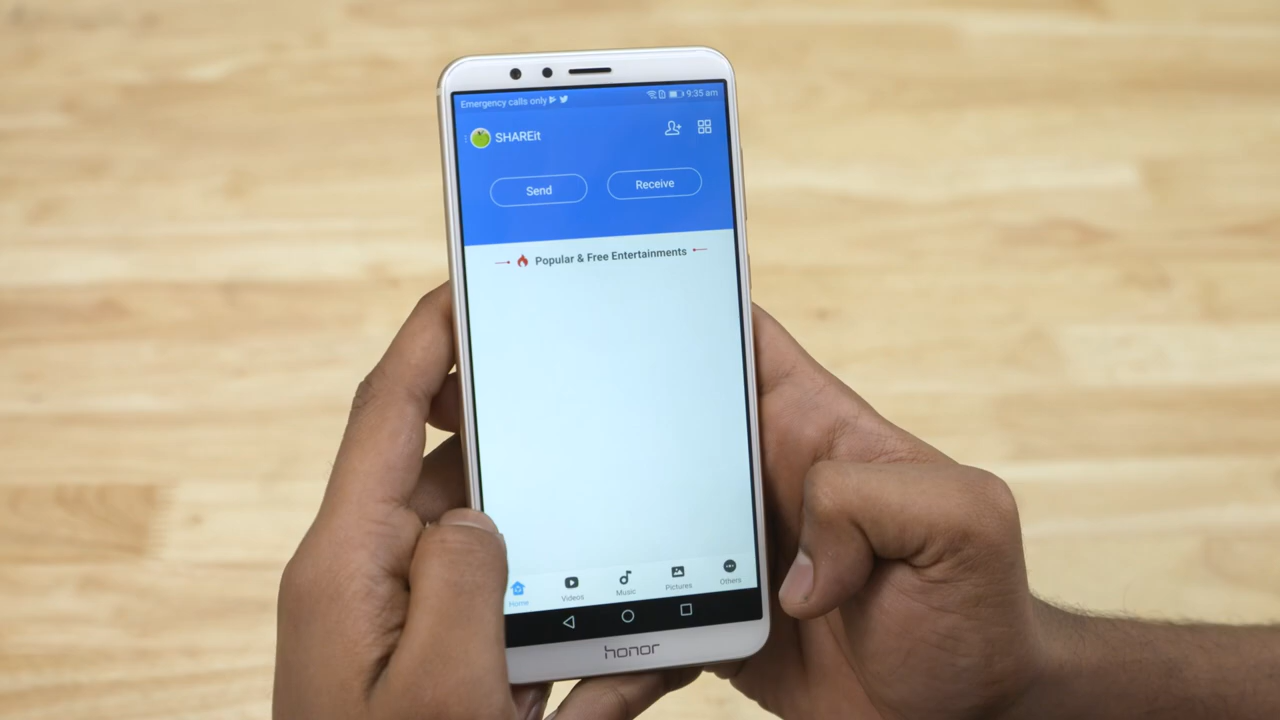 Emergency calls only
9:35 am
SHAREit
Send
Receive
Popular & Free Entertainments
Home
Videos
Music
Pictures
Others
honor